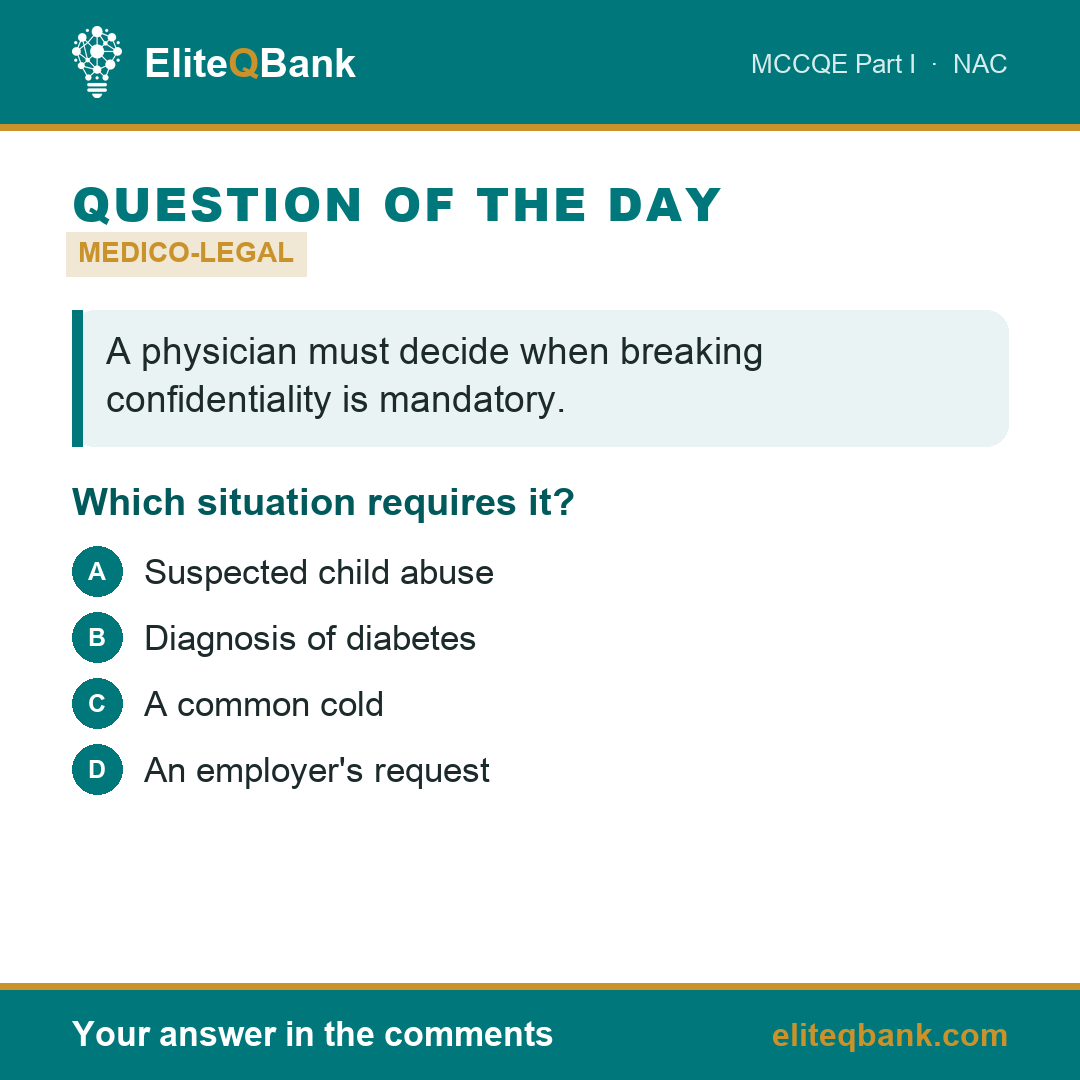 EliteQBank
MCCQE Part I · NAC
QUESTION OF THE DAY
MEDICO-LEGAL
A physician must decide when breaking
confidentiality is mandatory.
Which situation requires it?
A Suspected child abuse
B Diagnosis of diabetes
C A common cold
D An employer's request
Your answer in the comments
eliteqbank.com